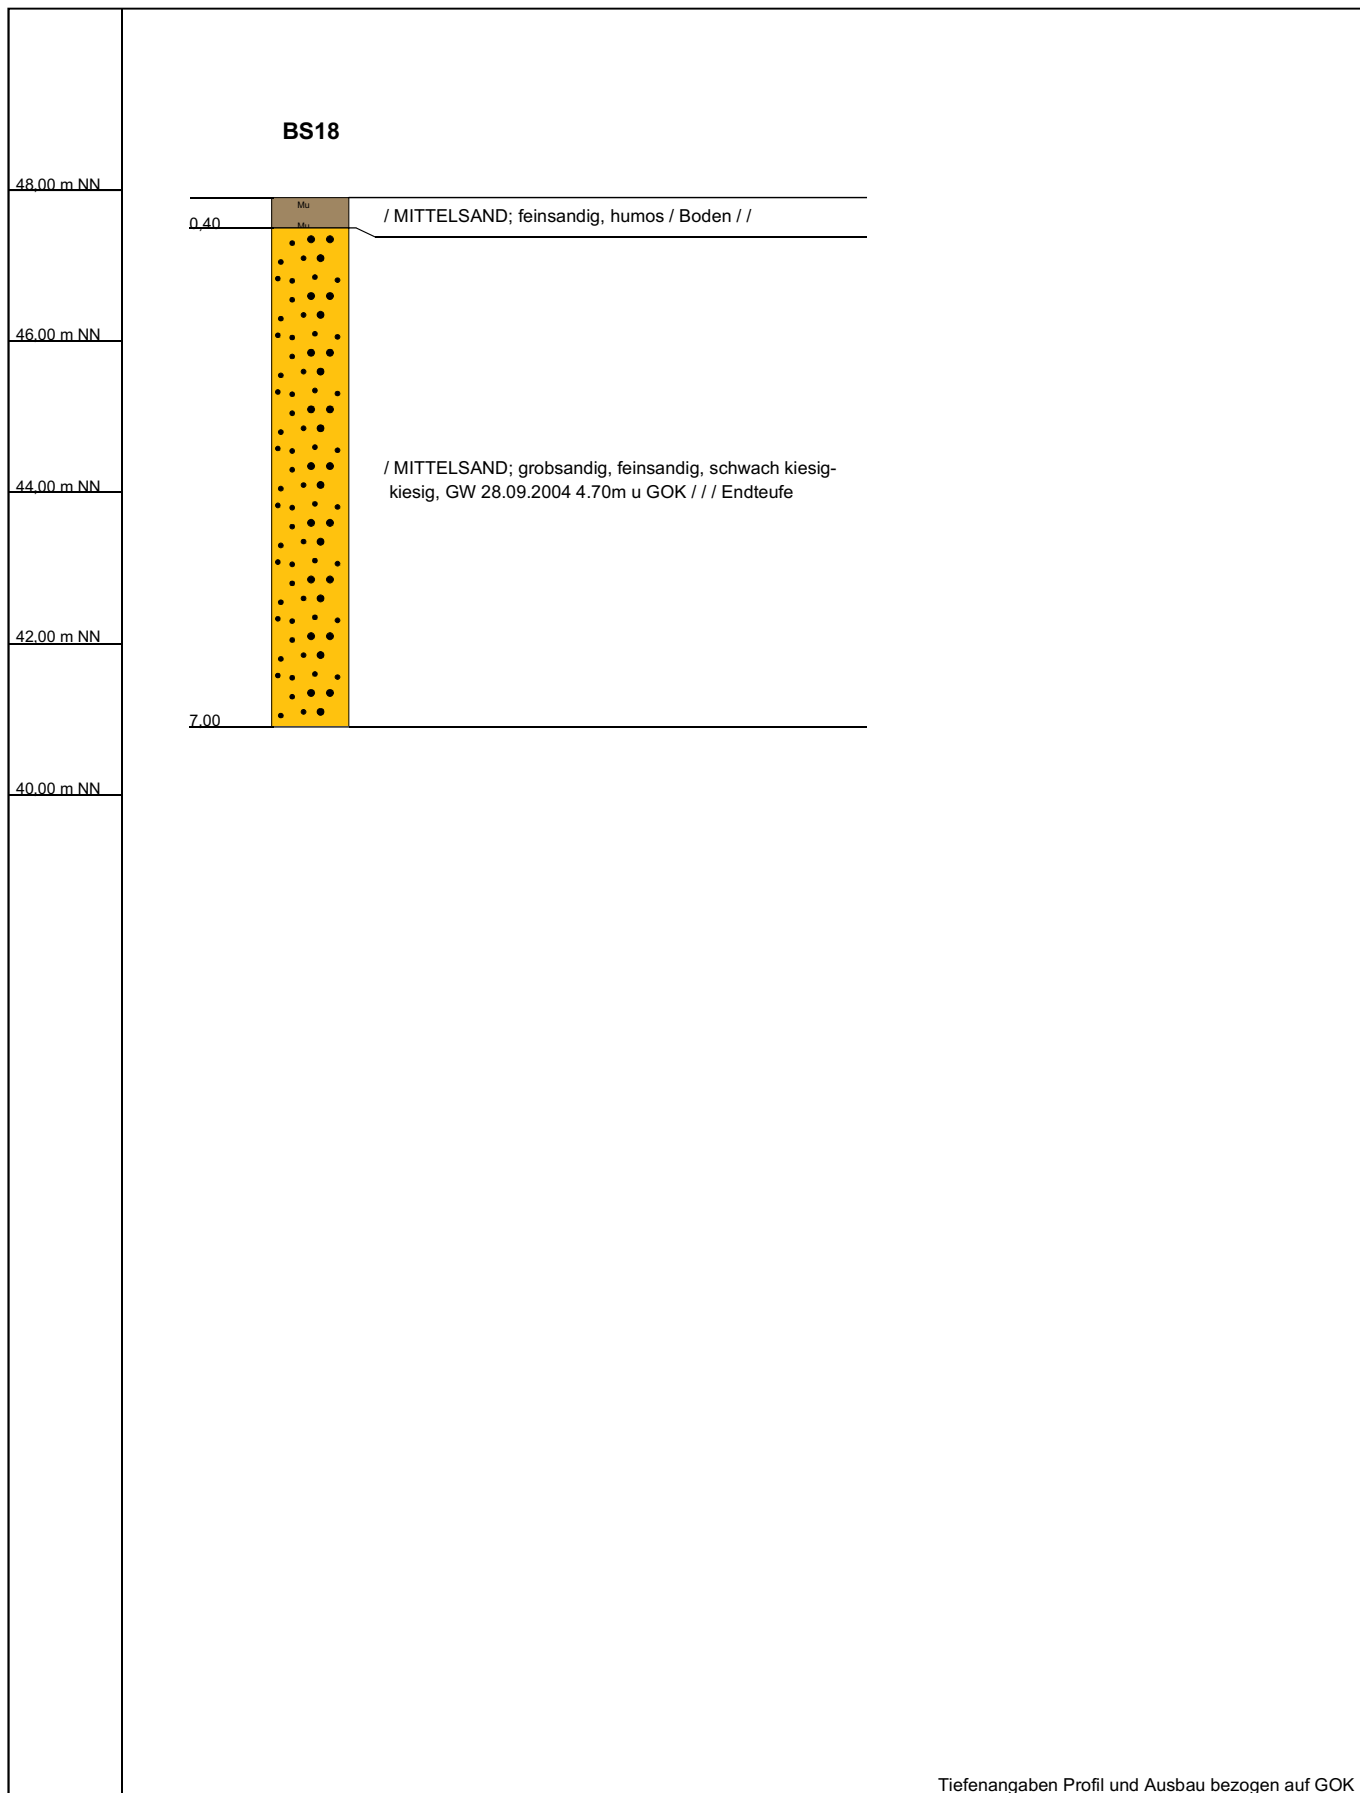 BS18
48,00 m NN
Mu
/ MITTELSAND; feinsandig, humos / Boden / /
0,40
Mu
46,00 m NN
/ MITTELSAND; grobsandig, feinsandig, schwach kiesig-
kiesig, GW 28.09.2004 4.70m u GOK / / / Endteufe
44,00 m NN
42,00 m NN
7,00
40,00 m NN
Tiefenangaben Profil und Ausbau bezogen auf GOK